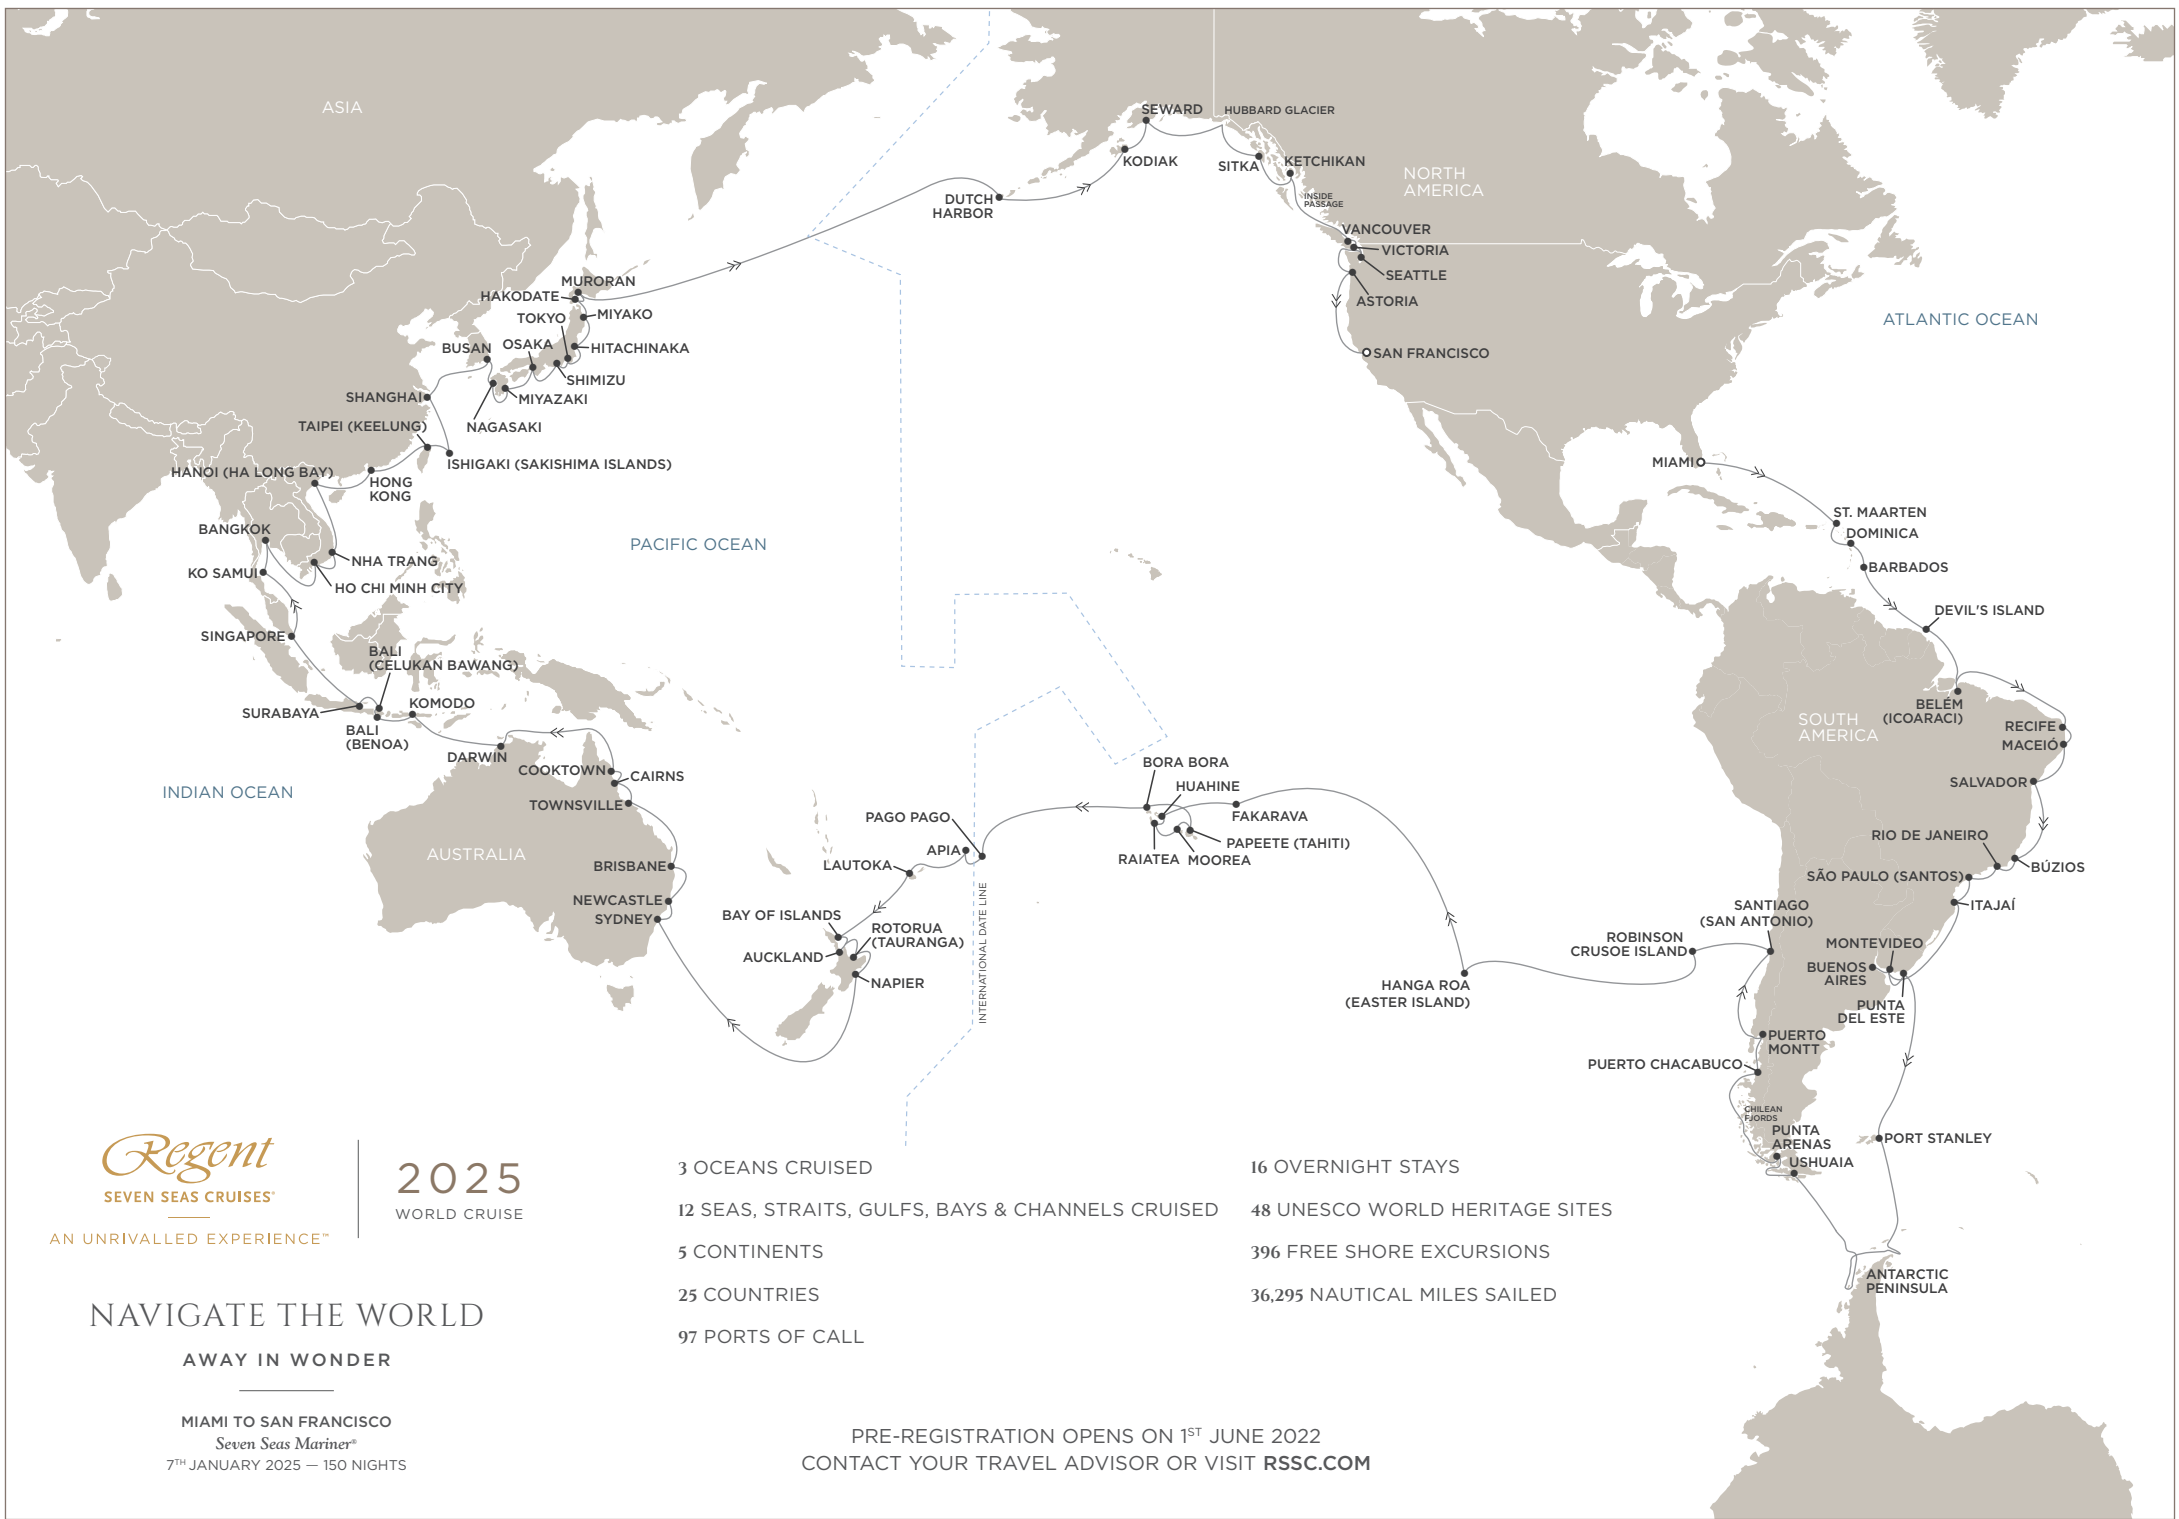 ASIA
SEWARD
HUBBARD GLACIER
KODIAK
SITKA
KETCHIKAN
NORTH
AMERICA
INSIDE
PASSAGE
DUTCH
HARBOR
VANCOUVER
VICTORIA
SEATTLE
ASTORIA
SAN FRANCISCO
ATLANTIC OCEAN
MURORAN
HAKODATE
MIYAKO
TOKYO
OSAKA
HITACHINAKA
BUSAN
SHIMIZU
MIYAZAKI
SHANGHAI
NAGASAKI
TAIPEI (KEELUNG)
ISHIGAKI (SAKISHIMA ISLANDS)
HANOI (HA LONG BAY)
HONG
KONG
BANGKOK
NHA TRANG
KO SAMUI
HO CHI MINH CITY
PACIFIC OCEAN
SINGAPORE
BALI
(CELUKAN BAWANG)
SURABAYA
KOMODO
BALI
(BENOA)
DARWIN
COOKTOWN
CAIRNS
TOWNSVILLE
INDIAN OCEAN
AUSTRALIA
BRISBANE
NEWCASTLE
SYDNEY
MIAMI
ST. MAARTEN
DOMINICA
BARBADOS
DEVIL'S ISLAND
BELÉM
(ICOARACI)
SOUTH
AMERICA
RECIFE
MACEIÓ
SALVADOR
RIO DE JANEIRO
BÚZIOS
SÃO PAULO (SANTOS)
ITAJAÍ
SANTIAGO
(SAN ANTONIO)
MONTEVIDEO
BUENOS
AIRES
PUNTA
DEL ESTE
ROBINSON
CRUSOE ISLAND
HANGA ROA
(EASTER ISLAND)
BORA BORA
HUAHINE
FAKARAVA
PAPEETE (TAHITI)
RAIATEA
MOOREA
PAGO PAGO
APIA
LAUTOKA
BAY OF ISLANDS
ROTORUA
(TAURANGA)
AUCKLAND
NAPIER
INTERNATIONAL DATE LINE
PUERTO
MONTT
PUERTO CHACABUCO
CHILEAN
FJORDS
PUNTA
ARENAS
USHUAIA
PORT STANLEY
ANTARCTIC
PENINSULA
Regent
SEVEN SEAS CRUISES®
AN UNRIVALLED EXPERIENCE™
2025
WORLD CRUISE
NAVIGATE THE WORLD
AWAY IN WONDER
MIAMI TO SAN FRANCISCO
Seven Seas Mariner®
7TH JANUARY 2025 — 150 NIGHTS
3 OCEANS CRUISED
12 SEAS, STRAITS, GULFS, BAYS & CHANNELS CRUISED
5 CONTINENTS
25 COUNTRIES
97 PORTS OF CALL
16 OVERNIGHT STAYS
48 UNESCO WORLD HERITAGE SITES
396 FREE SHORE EXCURSIONS
36,295 NAUTICAL MILES SAILED
PRE-REGISTRATION OPENS ON 1ST JUNE 2022
CONTACT YOUR TRAVEL ADVISOR OR VISIT RSSC.COM